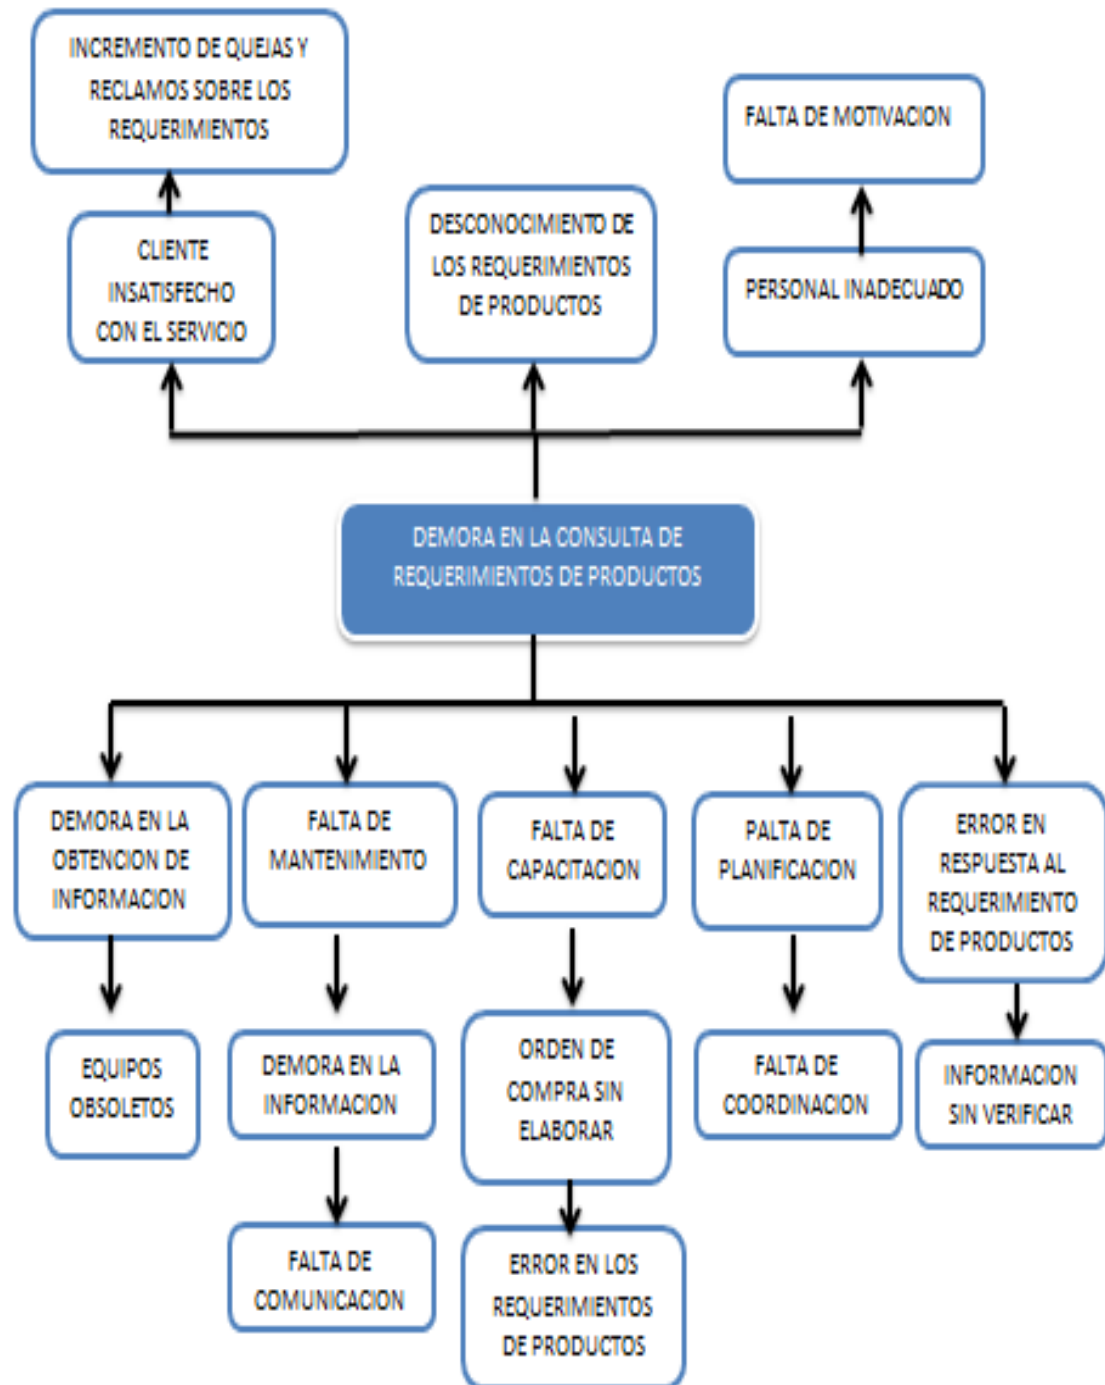 INCREMENTO DE QUEJAS Y
RECLAMOS SOBRE LOS
REQUERIMIENTOS
FALTA DE MOTIVACION
CLIENTE
INSATISFECHO
CON EL SERVICIO
DESCONOCIMIENTO DE
LOS REQUERIMIENTOS
DE PRODUCTOS
PERSONAL INADECUADO
DEMORA EN LA CONSULTA DE
REQUERIMIENTOS DE PRODUCTOS
DEMORA EN LA
OBTENCION DE
INFORMACION
FALTA DE
MANTENIMIENTO
FALTA DE
CAPACITACION
PALTA DE
PLANIFICACION
ERROR EN
RESPUESTA AL
REQUERIMIENTO
DE PRODUCTOS
EQUIPOS
OBSOLETOS
DEMORA EN LA
INFORMACION
ORDEN DE
COMPRA SIN
ELABORAR
FALTA DE
COORDINACION
INFORMACION
SIN VERIFICAR
FALTA DE
COMUNICACION
ERROR EN LOS
REQUERIMIENTOS
DE PRODUCTOS